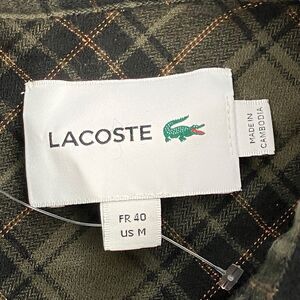 LACOSTE
MADE IN
CAMBODIA
FR 40
US M